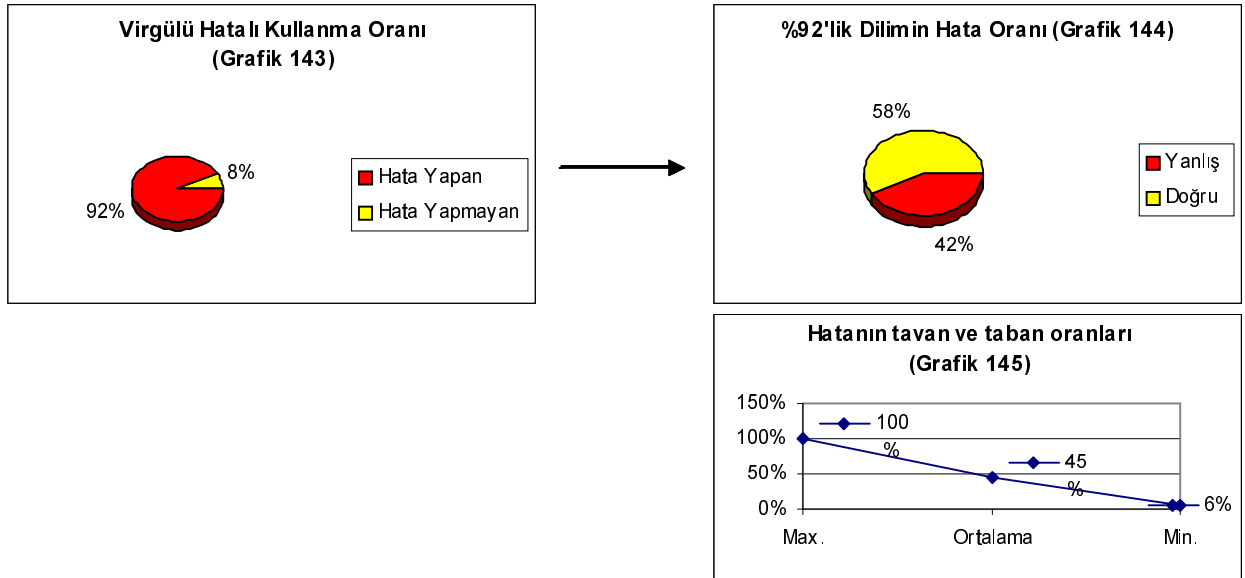 Virgülü Hatalı Kullanma Oranı
(Grafik 143)
8%
92%
Hata Yapan
Hata Yapmayan
%92'lik Dilimin Hata Oranı (Grafik 144)
58%
42%
Yanlış
Doğru
Hatanın tavan ve taban oranları
(Grafik 145)
150%
100%
50%
0%
100
%
45
%
6%
Max.
Ortalama
Min.